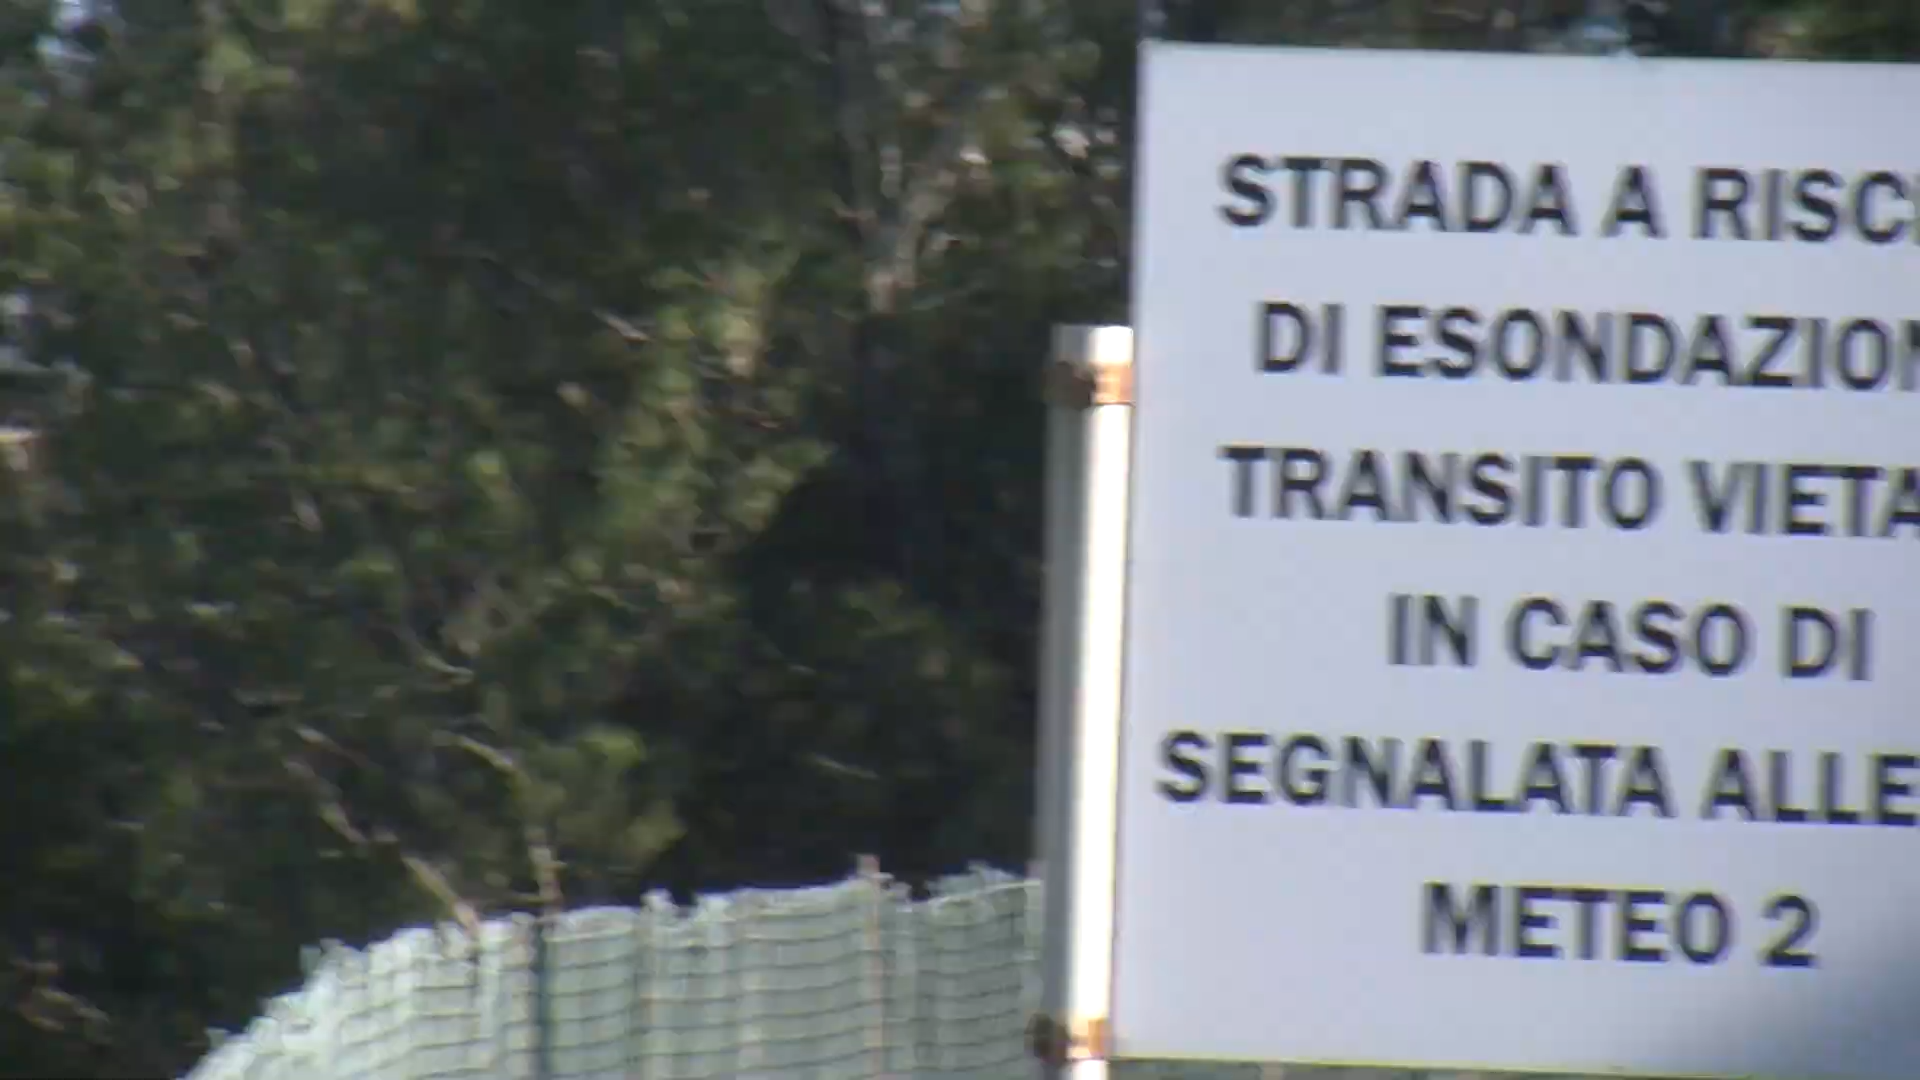 STRADA A RISC
DI ESONDAZION
TRANSITO VIETA
IN CASO DI
SEGNALATA ALLE
METEO 2